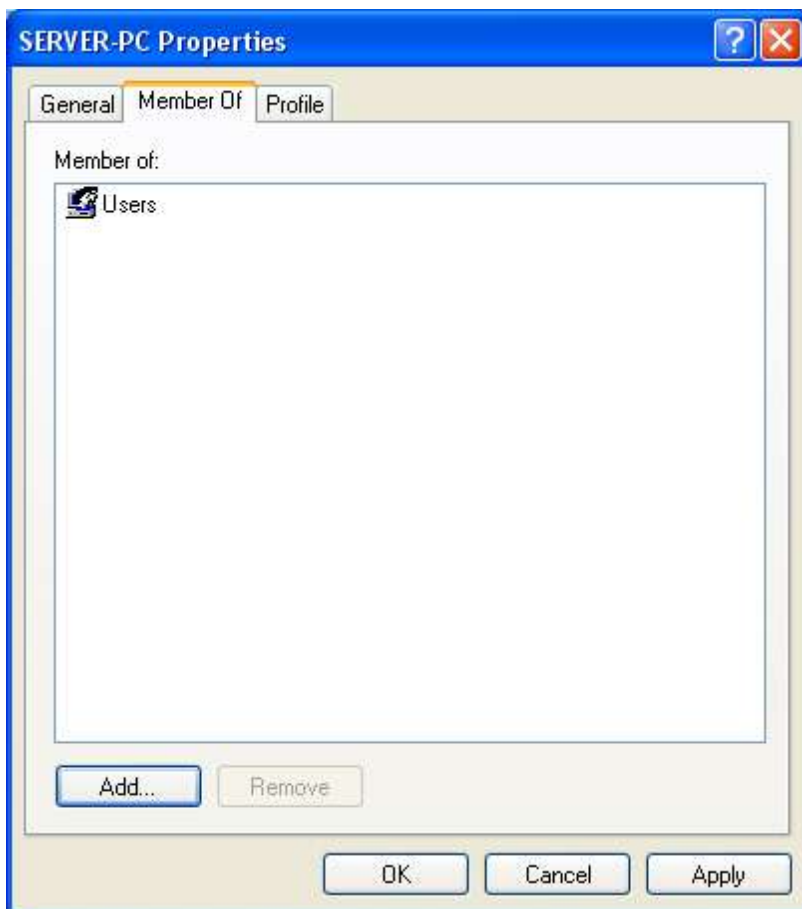 SERVER-PC Properties
General Member Of Profile
Member of:
Users
Add... Remove
OK Cancel Apply